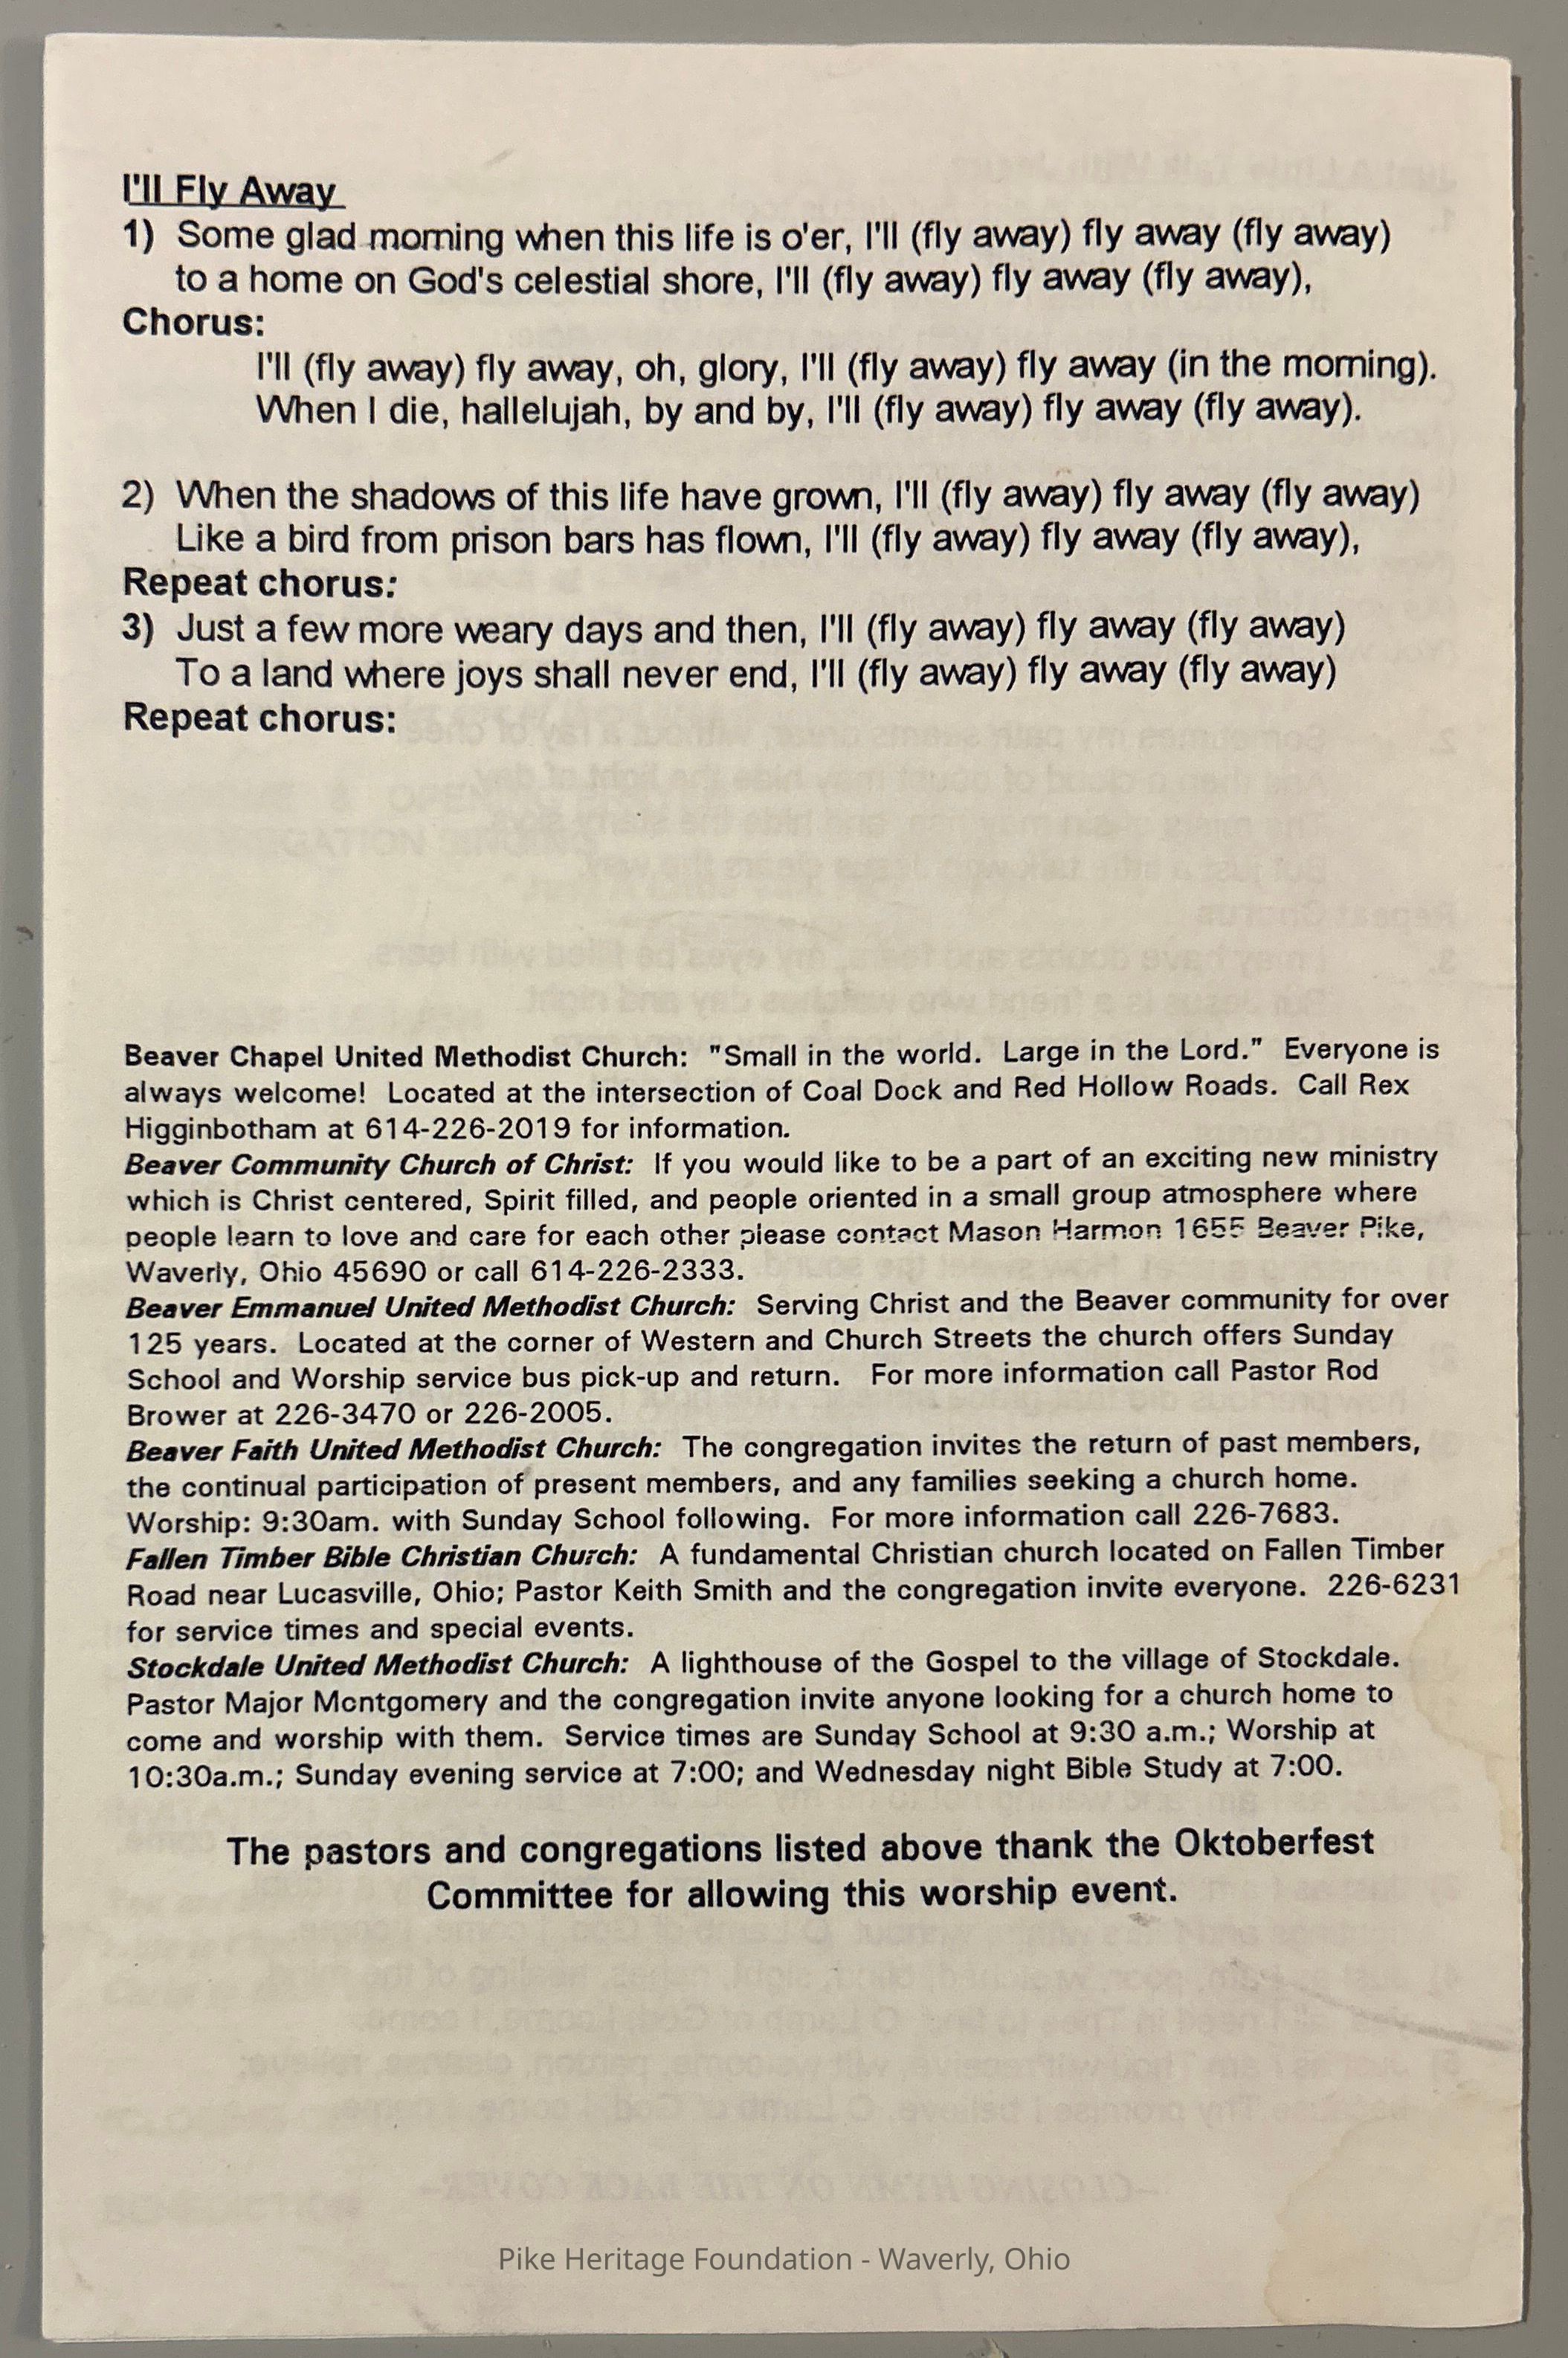 I'll Fly Away
1) Some glad morning when this life is o'er, I'll (fly away) fly away (fly away)
to a home on God's celestial shore, I'll (fly away) fly away (fly away),
Chorus:
I'll (fly away) fly away, oh, glory, I'll (fly away) fly away (in the morning).
When I die, hallelujah, by and by, I'll (fly away) fly away (fly away).
2) When the shadows of this life have grown, I'll (fly away) fly away (fly away)
Like a bird from prison bars has flown, I'll (fly away) fly away (fly away),
Repeat chorus:
3) Just a few more weary days and then, I'll (fly away) fly away (fly away)
To a land where joys shall never end, I'll (fly away) fly away (fly away)
Repeat chorus:
Beaver Chapel United Methodist Church: "Small in the world. Large in the Lord." Everyone is
always welcome! Located at the intersection of Coal Dock and Red Hollow Roads. Call Rex
Higginbotham at 614-226-2019 for information.
Beaver Community Church of Christ: If you would like to be a part of an exciting new ministry
which is Christ centered, Spirit filled, and people oriented in a small group atmosphere where
people learn to love and care for each other please contact Mason Harmon 1655 Beaver Pike,
Waverly, Ohio 45690 or call 614-226-2333.
Beaver Emmanuel United Methodist Church: Serving Christ and the Beaver community for over
125 years. Located at the corner of Western and Church Streets the church offers Sunday
School and Worship service bus pick-up and return. For more information call Pastor Rod
Brower at 226-3470 or 226-2005.
Beaver Faith United Methodist Church: The congregation invites the return of past members,
the continual participation of present members, and any families seeking a church home.
Worship: 9:30am. with Sunday School following. For more information call 226-7683.
Fallen Timber Bible Christian Church: A fundamental Christian church located on Fallen Timber
Road near Lucasville, Ohio; Pastor Keith Smith and the congregation invite everyone. 226-6231
for service times and special events.
Stockdale United Methodist Church: A lighthouse of the Gospel to the village of Stockdale.
Pastor Major Montgomery and the congregation invite anyone looking for a church home to
come and worship with them. Service times are Sunday School at 9:30 a.m.; Worship at
10:30a.m.; Sunday evening service at 7:00; and Wednesday night Bible Study at 7:00.
The pastors and congregations listed above thank the Oktoberfest
Committee for allowing this worship event.
Pike Heritage Foundation - Waverly, Ohio